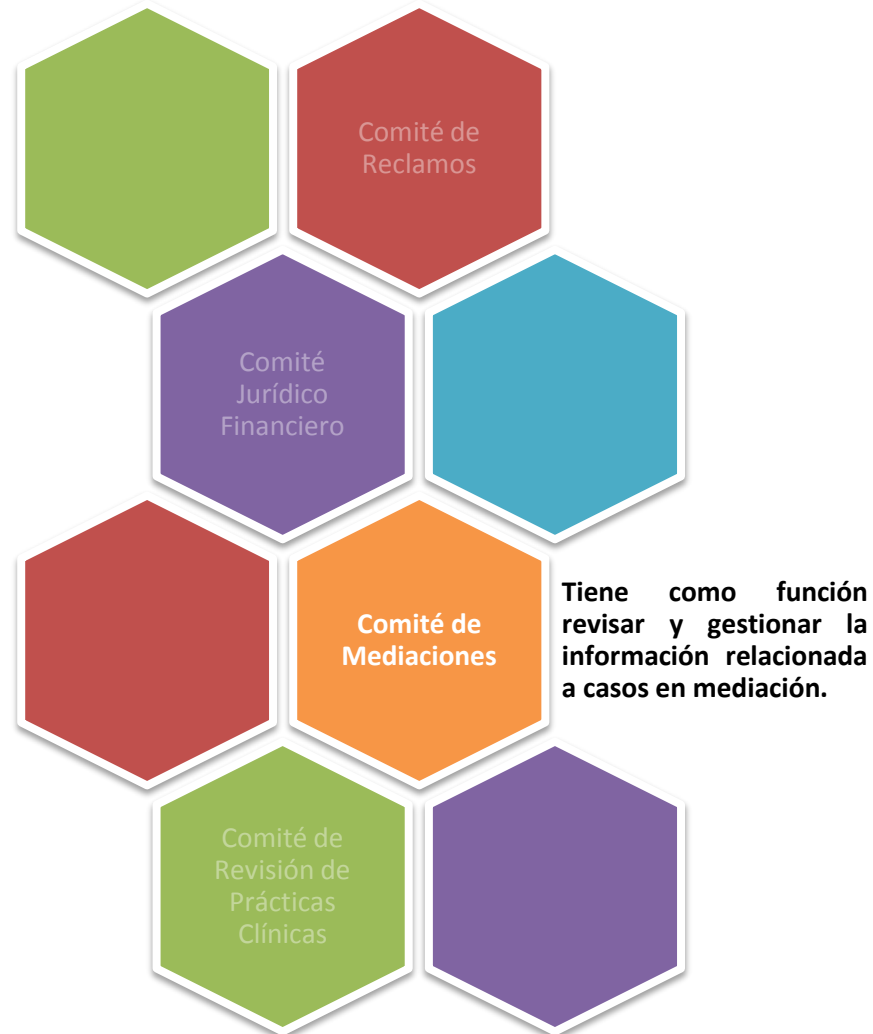 Comité de
Reclamos
Comité
Jurídico
Financiero
Comité de
Mediaciones
Tiene como función
revisar y gestionar la
información relacionada
a casos en mediación.
Comité de
Revisión de
Prácticas
Clínicas